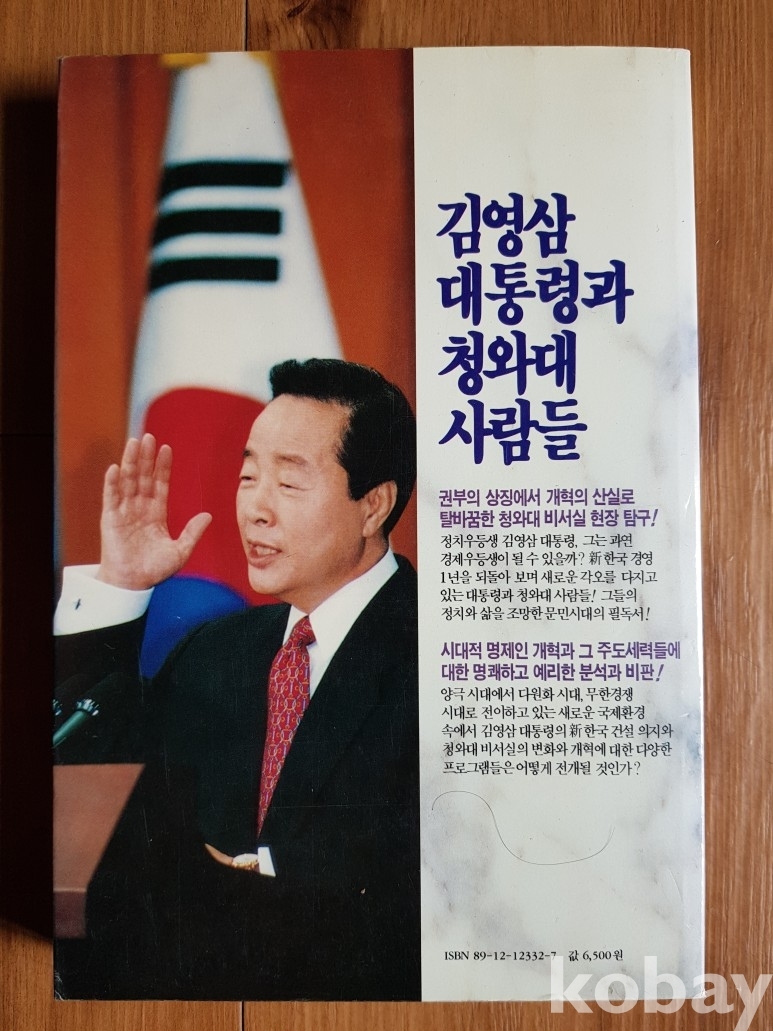 김영삼
대통령과
청와대
사람들
권부의 상징에서 개혁의 산실로
탈바꿈한 청와대 비서실 현장 탐구!
정치우등생 김영삼 대통령, 그는 과연
경제우등생이 될 수 있을까? 新한국 경영
1년을 되돌아 보며 새로운 각오를 다지고
있는 대통령과 청와대 사람들! 그들의
정치와 삶을 조망한 문민시대의 필독서!
시대적 명제인 개혁과 그 주도세력들에
대한 명쾌하고 예리한 분석과 비판!
양극 시대에서 다원화 시대, 무한경쟁
시대로 전이하고 있는 새로운 국제환경
속에서 김영삼 대통령의 新한국 건설 의지와
청와대 비서실의 변화와 개혁에 대한 다양한
프로그램들은 어떻게 전개될 것인가?
ISBN 89-12-12332-7 값 6,500원
kobay